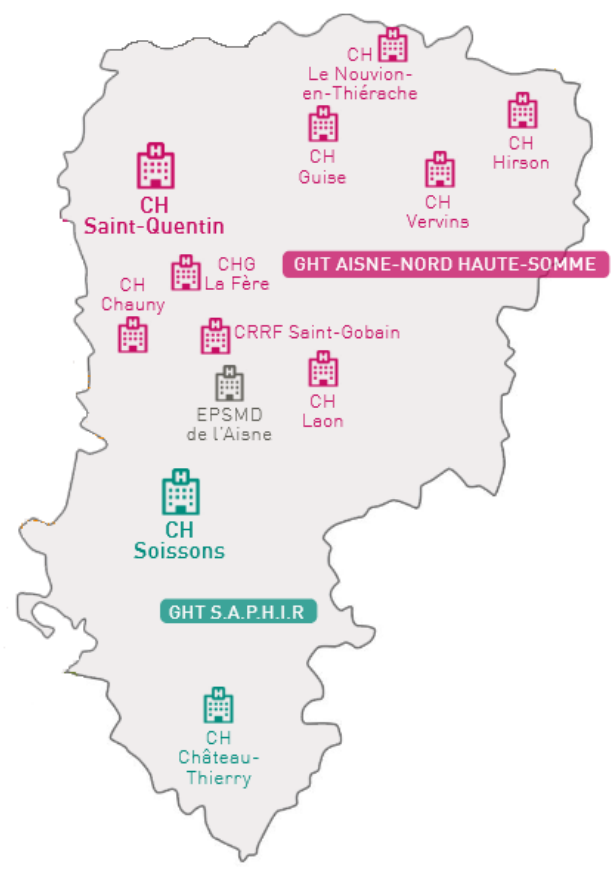 CH
Le Nouvion-
en-Thiérache
CH
Hirson
CH
Guise
CH
Vervins
CH
Saint-Quentin
GHT AISNE-NORD HAUTE-SOMME
CHG
La Fère
CH
Chauny
CRRF Saint-Gobain
CH
Laon
EPSMD
de l'Aisne
CH
Soissons
GHT S.A.P.H.I.R
CH
Château-
Thierry